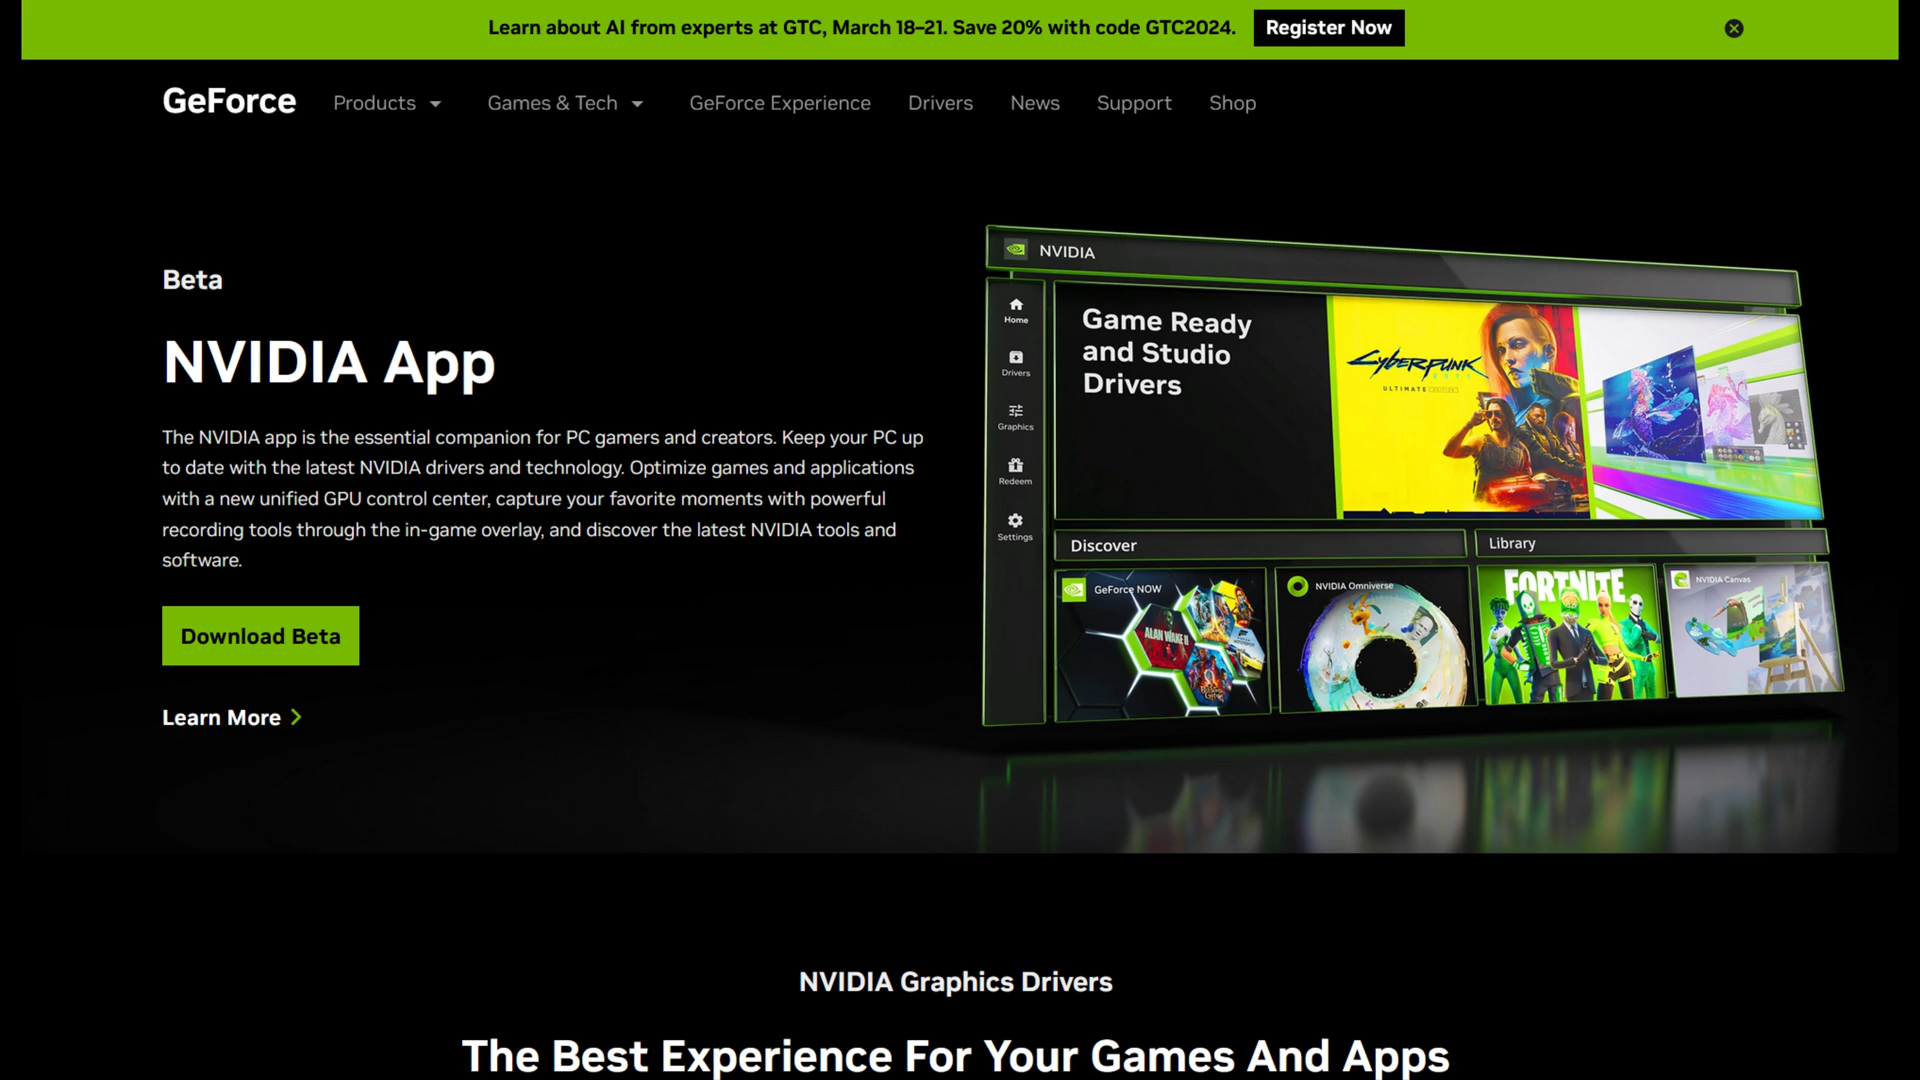 Learn about AI from experts at GTC, March 18–21. Save 20% with code GTC2024. Register Now
GeForce Products Games & Tech GeForce Experience Drivers News Support Shop
Beta
NVIDIA App
The NVIDIA app is the essential companion for PC gamers and creators. Keep your PC up
to date with the latest NVIDIA drivers and technology. Optimize games and applications
with a new unified GPU control center, capture your favorite moments with powerful
recording tools through the in-game overlay, and discover the latest NVIDIA tools and
software.
Download Beta
Learn More
NVIDIA
Home
Drivers
Graphics
Redeem
Settings
Game Ready
and Studio
Drivers
Cyberpunk
ULTIMATE EDITION
Discover
Library
GeForce NOW
ALAN WAKE II
NVIDIA Omniverse
FORTNITE
NVIDIA Canvas
NVIDIA Graphics Drivers
The Best Experience For Your Games And Apps